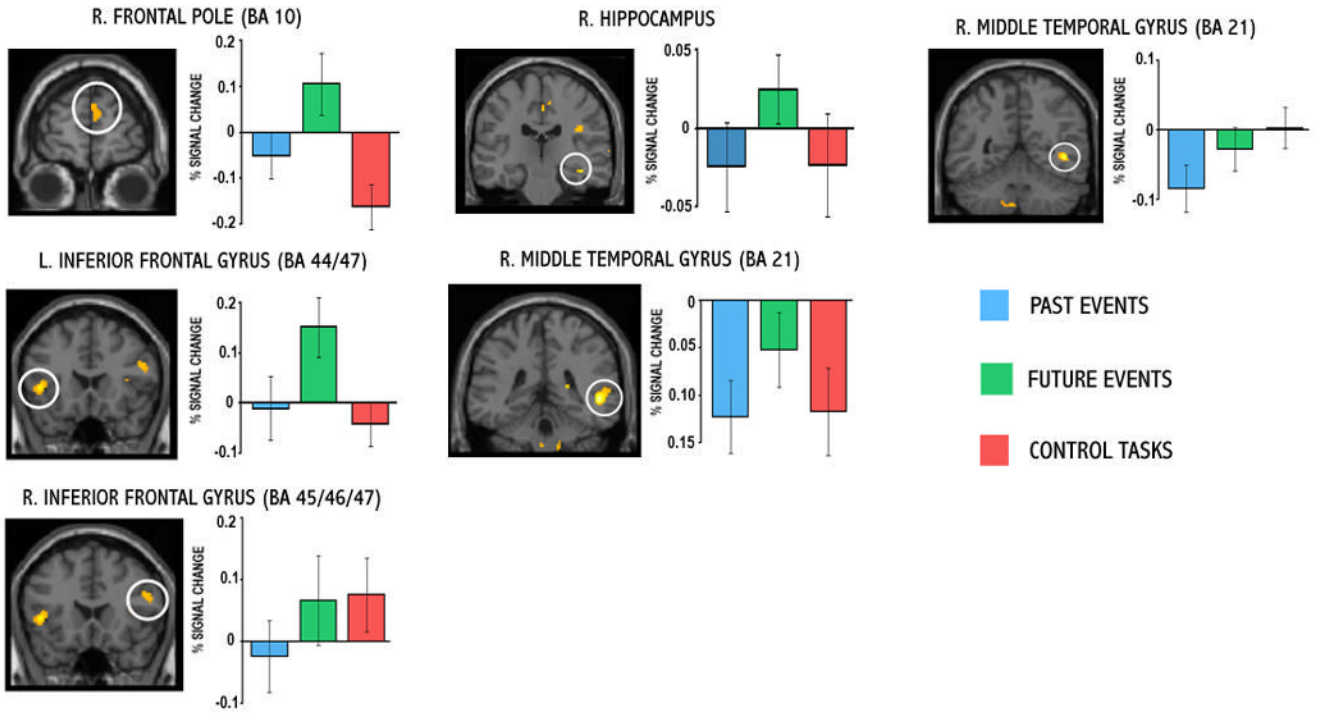 R. FRONTAL POLE (BA 10)
% SIGNAL CHANGE
0.2
0.1
0
-0.1
-0.2
R. HIPPOCAMPUS
% SIGNAL CHANGE
0.05
0
-0.05
R. MIDDLE TEMPORAL GYRUS (BA 21)
% SIGNAL CHANGE
-0.1
0
-0.1
L. INFERIOR FRONTAL GYRUS (BA 44/47)
% SIGNAL CHANGE
0.2
0.1
0
-0.1
R. MIDDLE TEMPORAL GYRUS (BA 21)
% SIGNAL CHANGE
0
0.05
0.10
0.15
PAST EVENTS
FUTURE EVENTS
CONTROL TASKS
R. INFERIOR FRONTAL GYRUS (BA 45/46/47)
% SIGNAL CHANGE
0.2
0.1
0
-0.1